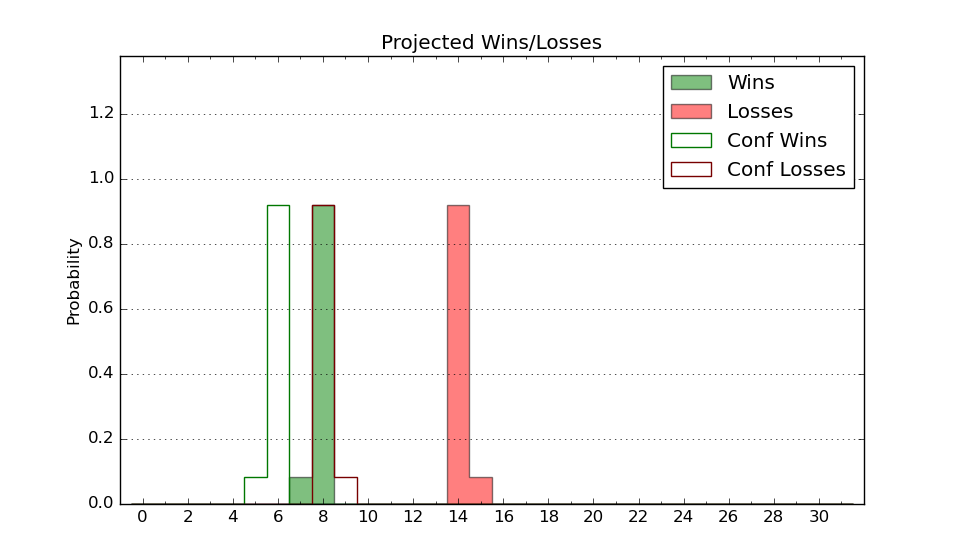 Projected Wins/Losses
Wins
Losses
Conf Wins
Conf Losses
Probability
1.2
1.0
0.8
0.6
0.4
0.2
0.0
0 2 4 6 8 10 12 14 16 18 20 22 24 26 28 30